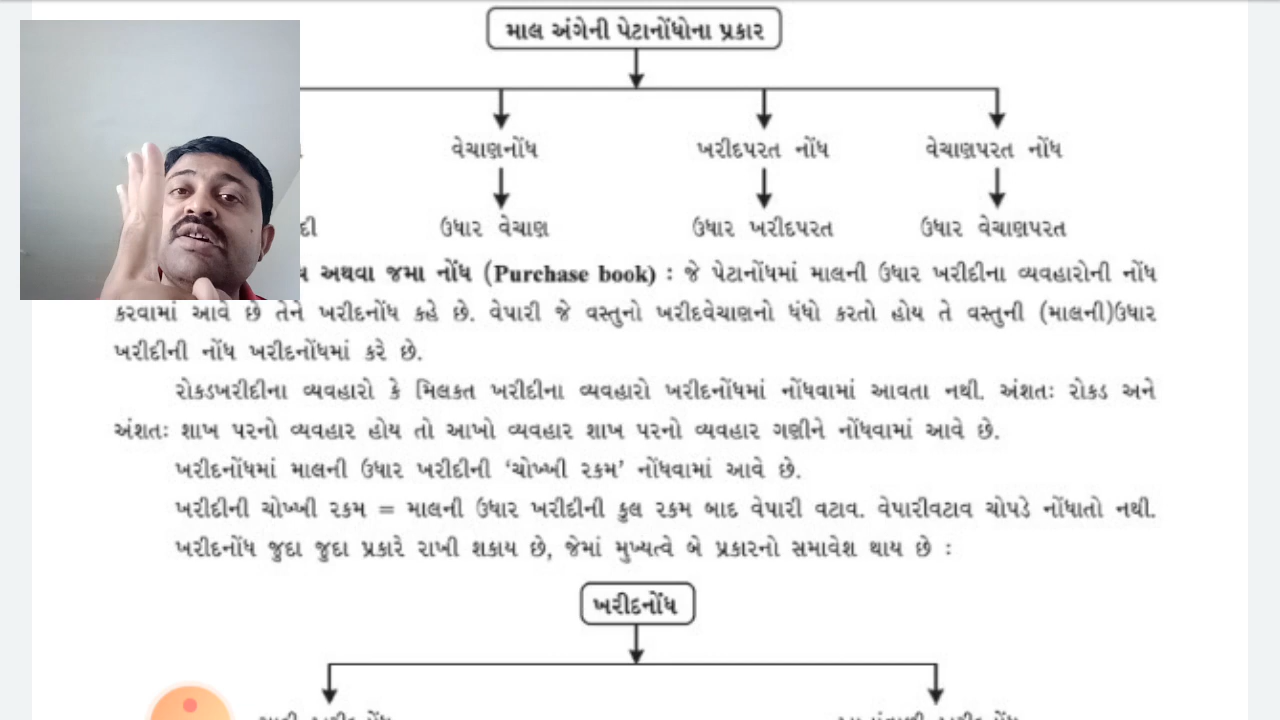 માલ અંગેની પેટાનોંધોના પ્રકાર
વેચાણનોંધ ખરીદપરત નોંધ વેચાણપરત નોંધ
ઉધાર વેચાણ ઉધાર ખરીદપરત ઉધાર વેચાણપરત
અથવા જમા નોંધ (Purchase book) : જે પેટાનોંધમાં માલની ઉધાર ખરીદીના વ્યવહારોની નોંધ
કરવામાં આવે છે તેને ખરીદનોંધ કહે છે. વેપારી જે વસ્તુનો ખરીદવેચાણનો ધંધો કરતો હોય તે વસ્તુની (માલની)ઉધાર
ખરીદીની નોંધ ખરીદનોંધમાં કરે છે.
રોકડખરીદીના વ્યવહારો કે મિલકત ખરીદીના વ્યવહારો ખરીદનોંધમાં નોંધવામાં આવતા નથી. અંશતઃ રોકડ અને
અંશતઃ શાખ પરનો વ્યવહાર હોય તો આખો વ્યવહાર શાખ પરનો વ્યવહાર ગણીને નોંધવામાં આવે છે.
ખરીદનોંધમાં માલની ઉધાર ખરીદીની ‘ચોખ્ખી રકમ’ નોંધવામાં આવે છે.
ખરીદીની ચોખ્ખી રકમ = માલની ઉધાર ખરીદીની કુલ રકમ બાદ વેપારી વટાવ. વેપારીવટાવ ચોપડે નોંધાતો નથી.
ખરીદનોંધ જુદા જુદા પ્રકારે રાખી શકાય છે, જેમાં મુખ્યત્વે બે પ્રકારનો સમાવેશ થાય છે :
ખરીદનોંધ